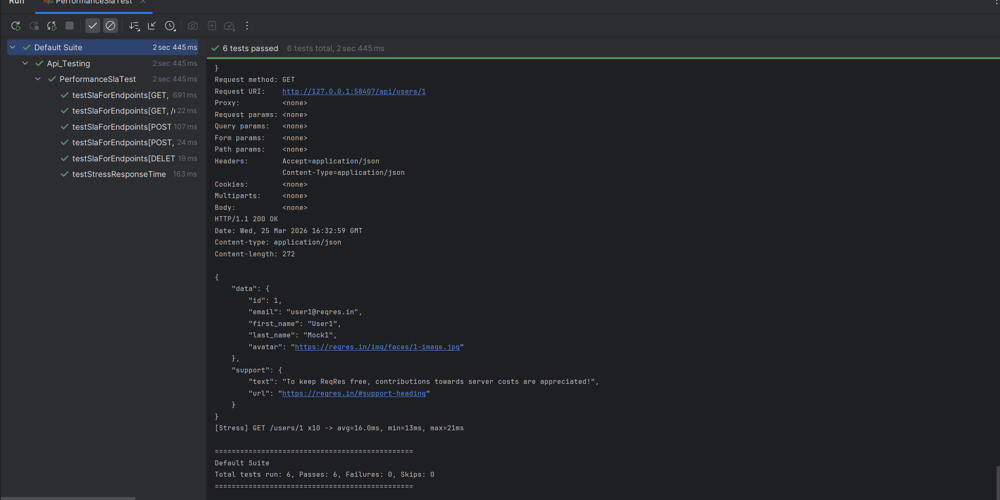 Run
PerformanceSlaTest
Default Suite 2 sec 445 ms
Api_Testing 2 sec 445 ms
PerformanceSlaTest 2 sec 445 ms
testSlaForEndpoints[GET, 691 ms
testSlaForEndpoints[GET, /u 22 ms
testSlaForEndpoints[POST 107 ms
testSlaForEndpoints[POST, 24 ms
testSlaForEndpoints[DELET 19 ms
testStressResponseTime 163 ms
6 tests passed 6 tests total, 2 sec 445 ms
}
Request method: GET
Request URI: http://127.0.0.1:58407/api/users/1
Proxy: <none>
Request params: <none>
Query params: <none>
Form params: <none>
Path params: <none>
Headers: Accept=application/json
Content-Type=application/json
Cookies: <none>
Multiparts: <none>
Body: <none>
HTTP/1.1 200 OK
Date: Wed, 25 Mar 2026 16:32:59 GMT
Content-type: application/json
Content-length: 272
{
"data": {
"id": 1,
"email": "user1@reqres.in",
"first_name": "User1",
"last_name": "Mock1",
"avatar": "https://reqres.in/img/faces/1-image.jpg"
},
"support": {
"text": "To keep ReqRes free, contributions towards server costs are appreciated!",
"url": "https://reqres.in/#support-heading"
}
}
[Stress] GET /users/1 x10 -> avg=16.0ms, min=13ms, max=21ms
===============================================
Default Suite
Total tests run: 6, Passes: 6, Failures: 0, Skips: 0
===============================================